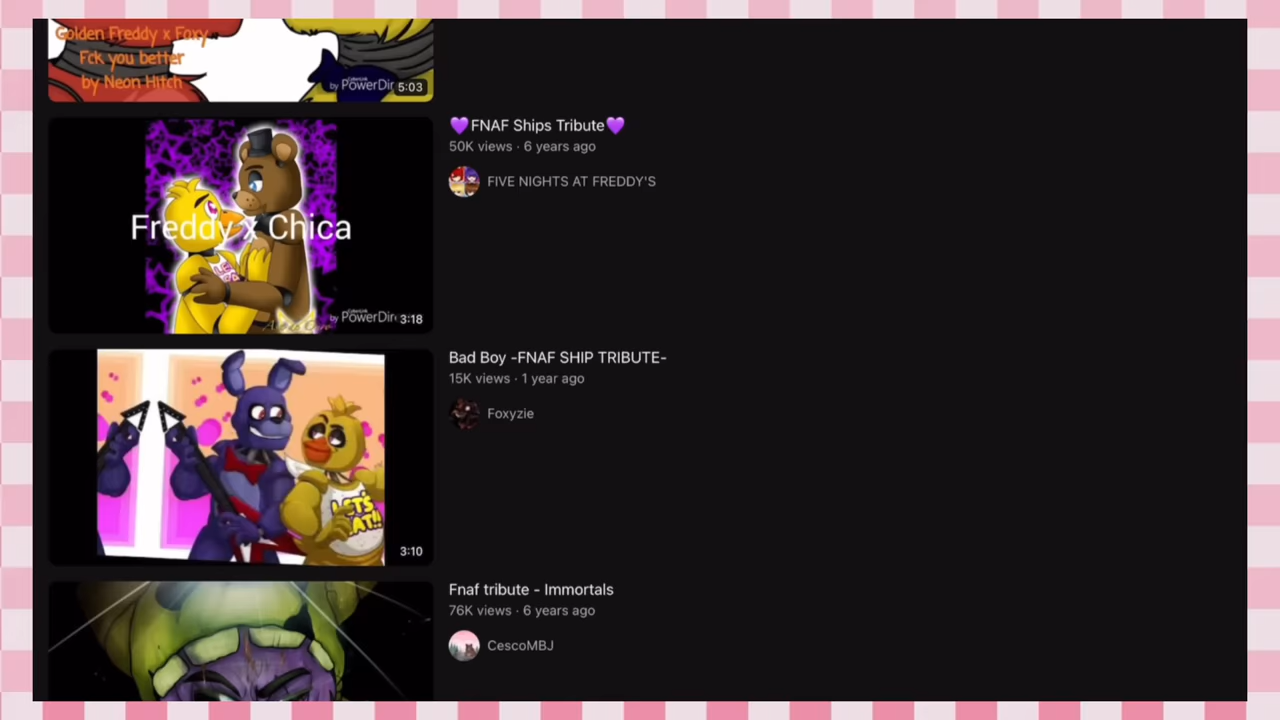 Golden Freddy x Foxy
Fck you better
by Neon Hitch
CyberLink
by PowerDir
5:03
💜FNAF Ships Tribute💜
50K views · 6 years ago
FIVE NIGHTS AT FREDDY'S
Freddy x Chica
CyberLink
by PowerDir
3:18
Bad Boy -FNAF SHIP TRIBUTE-
15K views · 1 year ago
Foxyzie
LET'S
EAT!!
3:10
Fnaf tribute - Immortals
76K views · 6 years ago
CescoMBJ